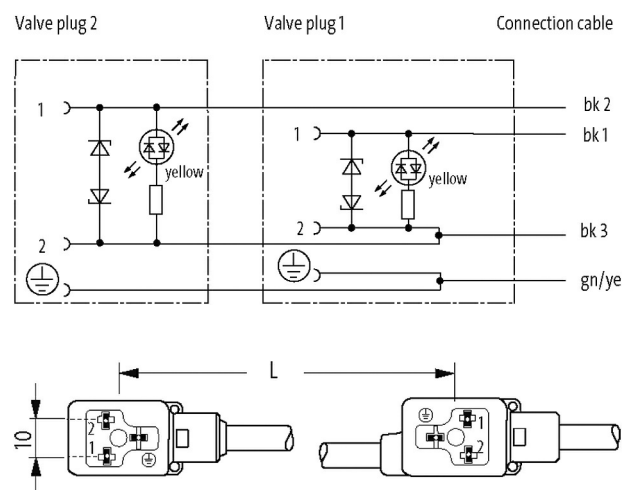 Valve plug 2 Valve plug 1 Connection cable
1 bk 2
1 bk 1
yellow yellow
2 bk 3
2
gn/ye
L
10
2
1
1
2